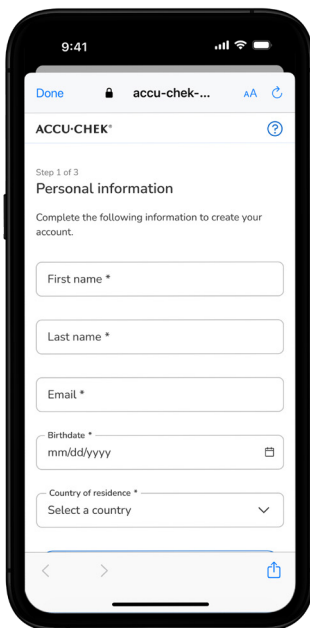 9:41
Done accu-chek-... AA
ACCU-CHEK®
?
Step 1 of 3
Personal information
Complete the following information to create your
account.
First name *
Last name *
Email *
Birthdate *
mm/dd/yyyy
Country of residence *
Select a country